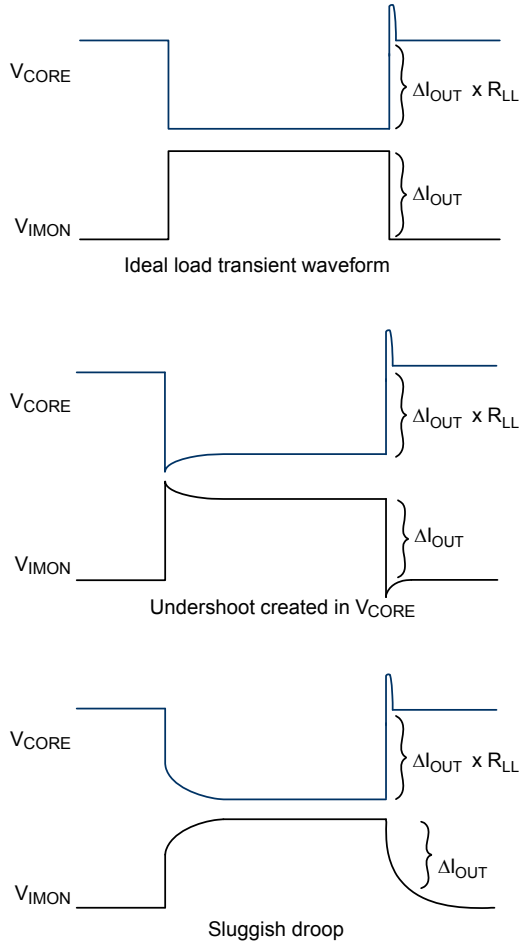 VCORE
ΔIOUT x RLL
VIMON
ΔIOUT
Ideal load transient waveform
VCORE
ΔIOUT x RLL
VIMON
ΔIOUT
Undershoot created in VCORE
VCORE
ΔIOUT x RLL
VIMON
ΔIOUT
Sluggish droop